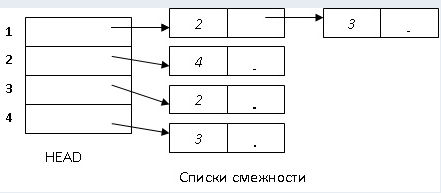 1 2 3 -
2 4 -
3 2 -
4 3 -
HEAD
Списки смежности